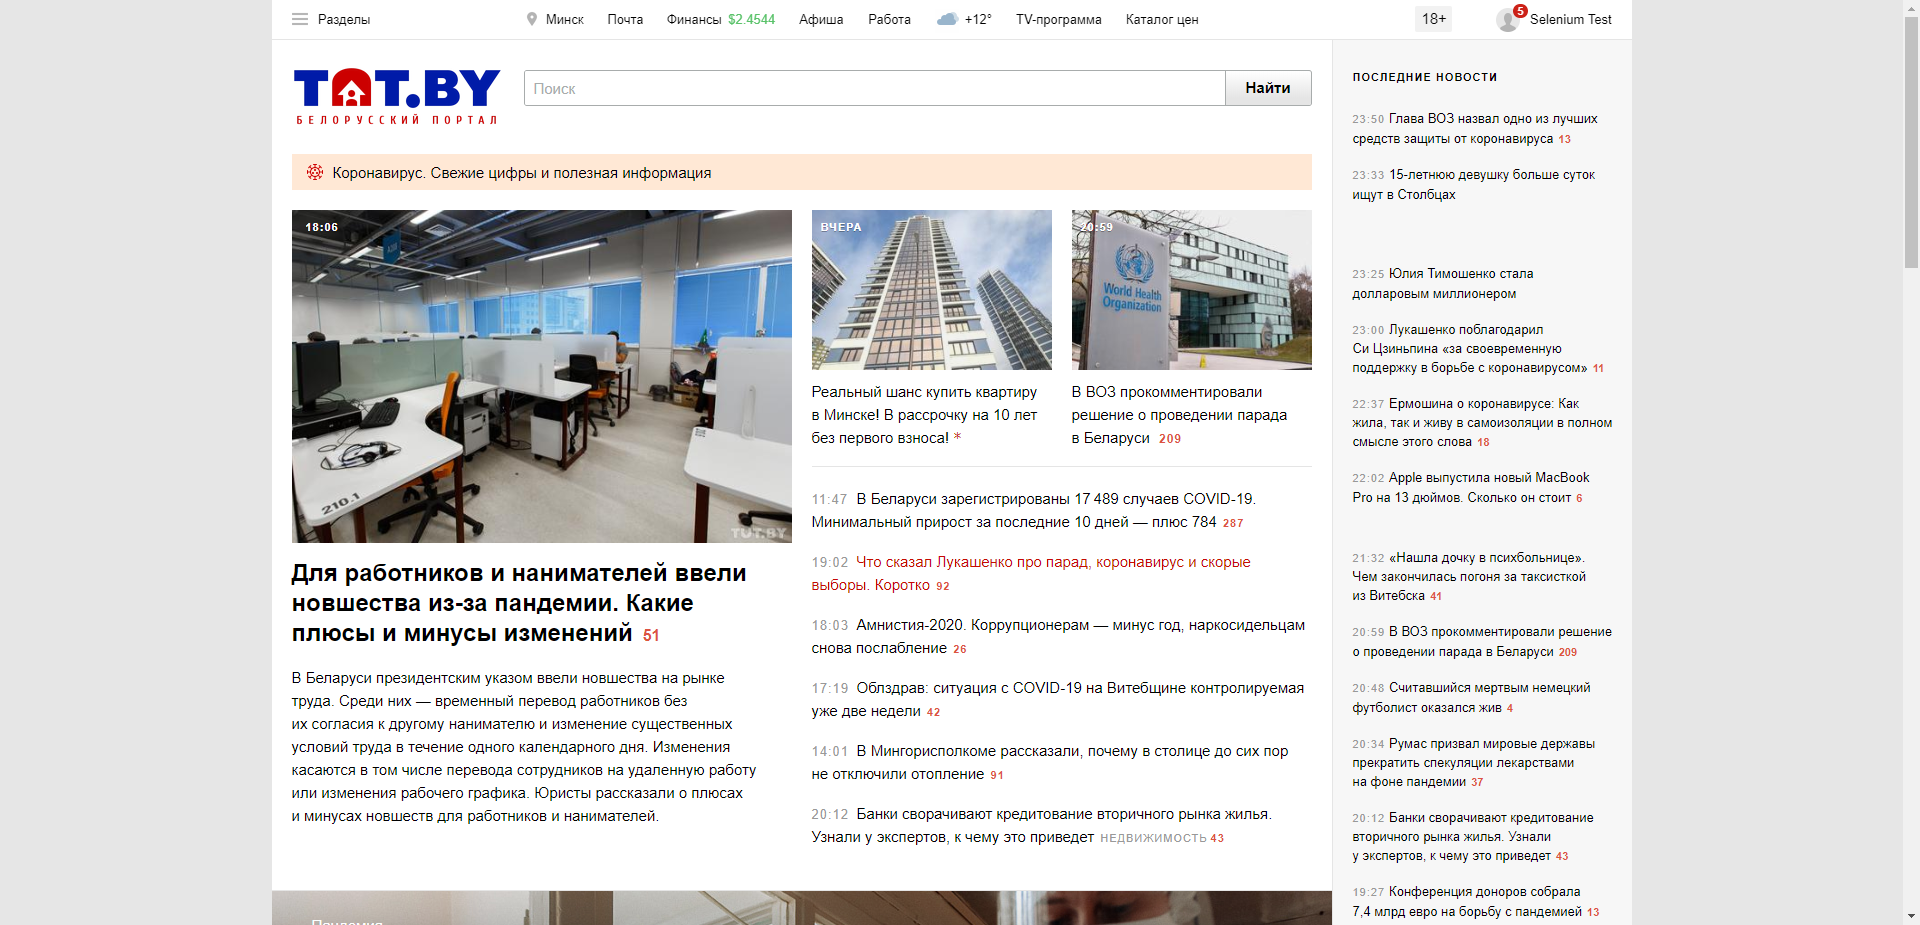 Разделы
Минск
Почта
Финансы $2.4544
Афиша
Работа
+12°
TV-программа
Каталог цен
18+
5
Selenium Test
TUT.BY
БЕЛОРУССКИЙ ПОРТАЛ
Поиск
Найти
Коронавирус. Свежие цифры и полезная информация
18:06
210.1
TUT.BY
Для работников и нанимателей ввели
новшества из-за пандемии. Какие
плюсы и минусы изменений 51
В Беларуси президентским указом ввели новшества на рынке
труда. Среди них — временный перевод работников без
их согласия к другому нанимателю и изменение существенных
условий труда в течение одного календарного дня. Изменения
касаются в том числе перевода сотрудников на удаленную работу
или изменения рабочего графика. Юристы рассказали о плюсах
и минусах новшеств для работников и нанимателей.
ВЧЕРА
Реальный шанс купить квартиру
в Минске! В рассрочку на 10 лет
без первого взноса! *
20:59
World Health
Organization
В ВОЗ прокомментировали
решение о проведении парада
в Беларуси 209
11:47 В Беларуси зарегистрированы 17 489 случаев COVID-19.
Минимальный прирост за последние 10 дней — плюс 784 287
19:02 Что сказал Лукашенко про парад, коронавирус и скорые
выборы. Коротко 92
18:03 Амнистия-2020. Коррупционерам — минус год, наркосидельцам
снова послабление 26
17:19 Облздрав: ситуация с COVID-19 на Витебщине контролируемая
уже две недели 42
14:01 В Мингорисполкоме рассказали, почему в столице до сих пор
не отключили отопление 91
20:12 Банки сворачивают кредитование вторичного рынка жилья.
Узнали у экспертов, к чему это приведет НЕДВИЖИМОСТЬ 43
Пандемия
ПОСЛЕДНИЕ НОВОСТИ
23:50 Глава ВОЗ назвал одно из лучших
средств защиты от коронавируса 13
23:33 15-летнюю девушку больше суток
ищут в Столбцах
23:25 Юлия Тимошенко стала
долларовым миллионером
23:00 Лукашенко поблагодарил
Си Цзиньпина «за своевременную
поддержку в борьбе с коронавирусом» 11
22:37 Ермошина о коронавирусе: Как
жила, так и живу в самоизоляции в полном
смысле этого слова 18
22:02 Apple выпустила новый MacBook
Pro на 13 дюймов. Сколько он стоит 6
21:32 «Нашла дочку в психбольнице».
Чем закончилась погоня за таксисткой
из Витебска 41
20:59 В ВОЗ прокомментировали решение
о проведении парада в Беларуси 209
20:48 Считавшийся мертвым немецкий
футболист оказался жив 4
20:34 Румас призвал мировые державы
прекратить спекуляции лекарствами
на фоне пандемии 37
20:12 Банки сворачивают кредитование
вторичного рынка жилья. Узнали
у экспертов, к чему это приведет 43
19:27 Конференция доноров собрала
7,4 млрд евро на борьбу с пандемией 13